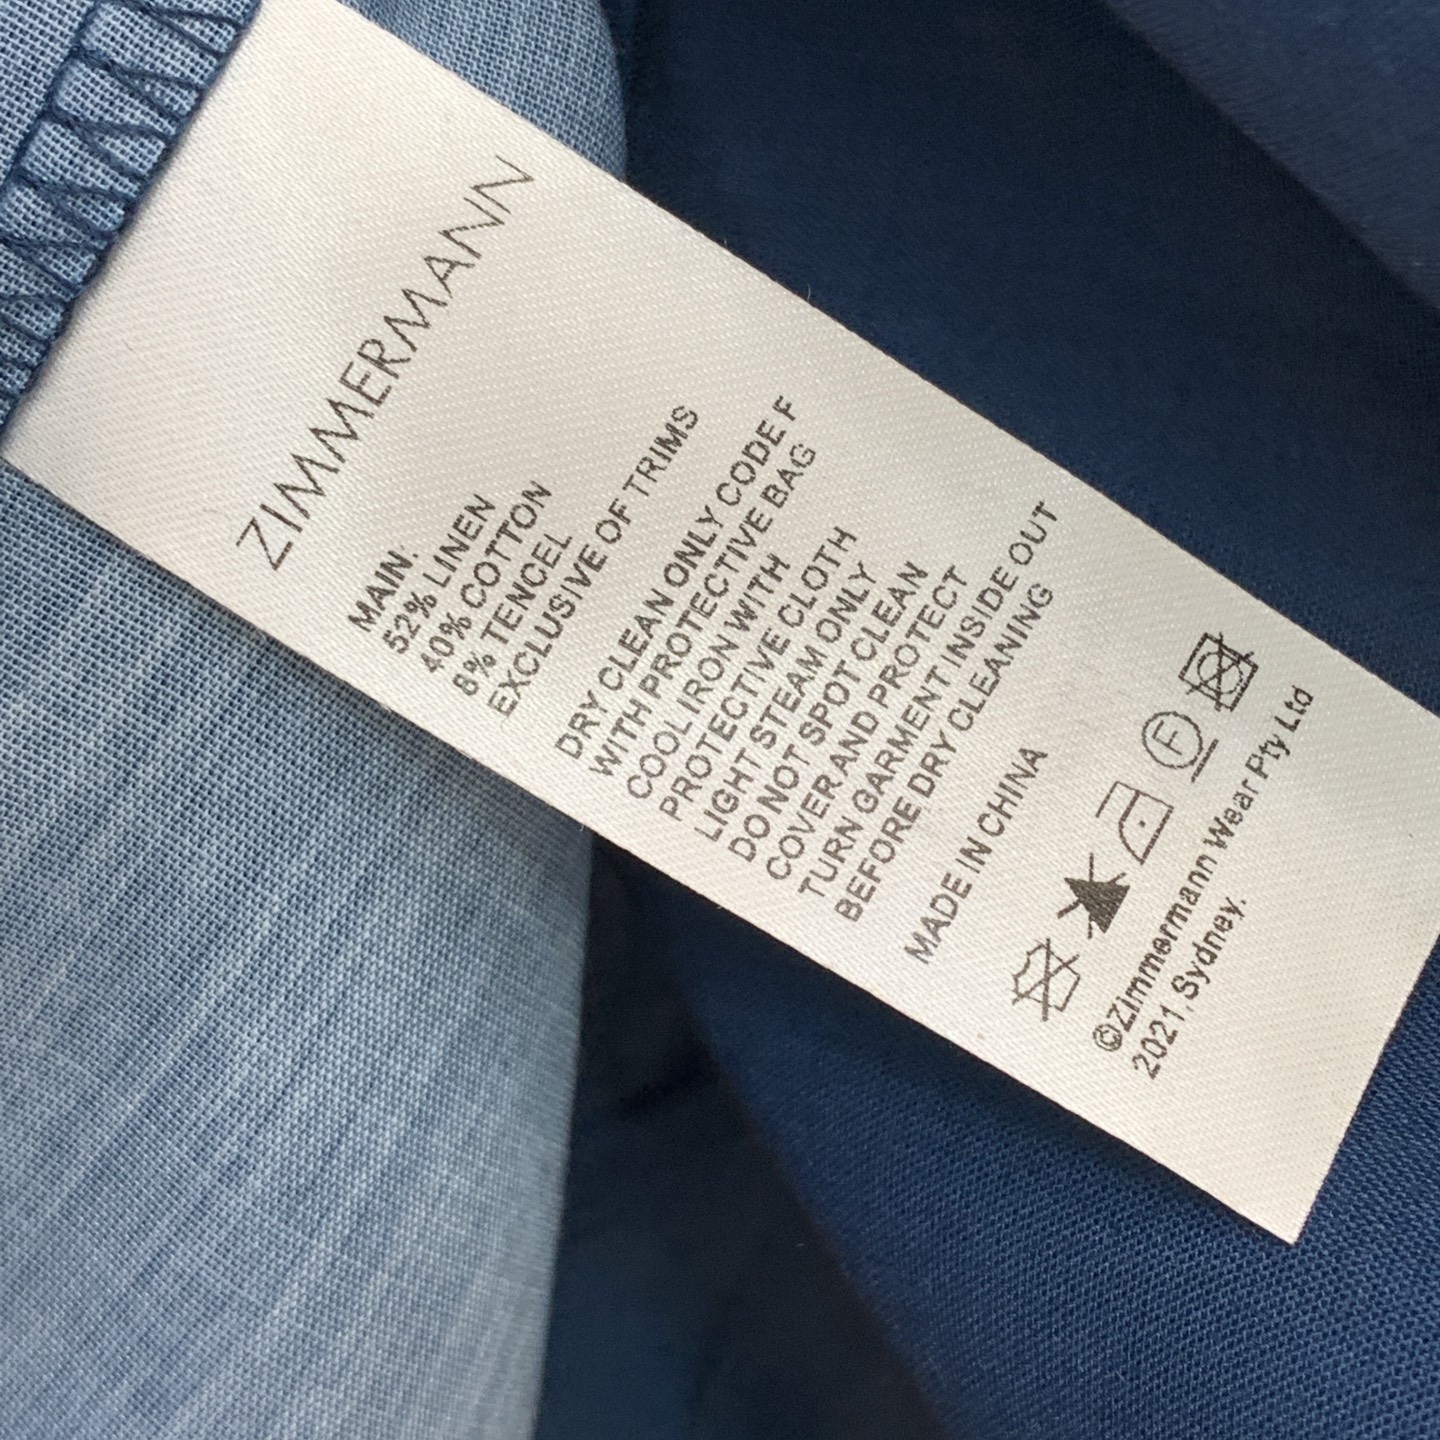 ZIMMERMANN
MAIN.
52% LINEN
40% COTTON
8% TENCEL
EXCLUSIVE OF TRIMS
DRY CLEAN ONLY CODE F
WITH PROTECTIVE BAG
COOL IRON WITH
PROTECTIVE CLOTH
LIGHT STEAM ONLY
DO NOT SPOT CLEAN
COVER AND PROTECT
TURN GARMENT INSIDE OUT
BEFORE DRY CLEANING
MADE IN CHINA
F
©Zimmermann Wear Pty Ltd
2021, Sydney.